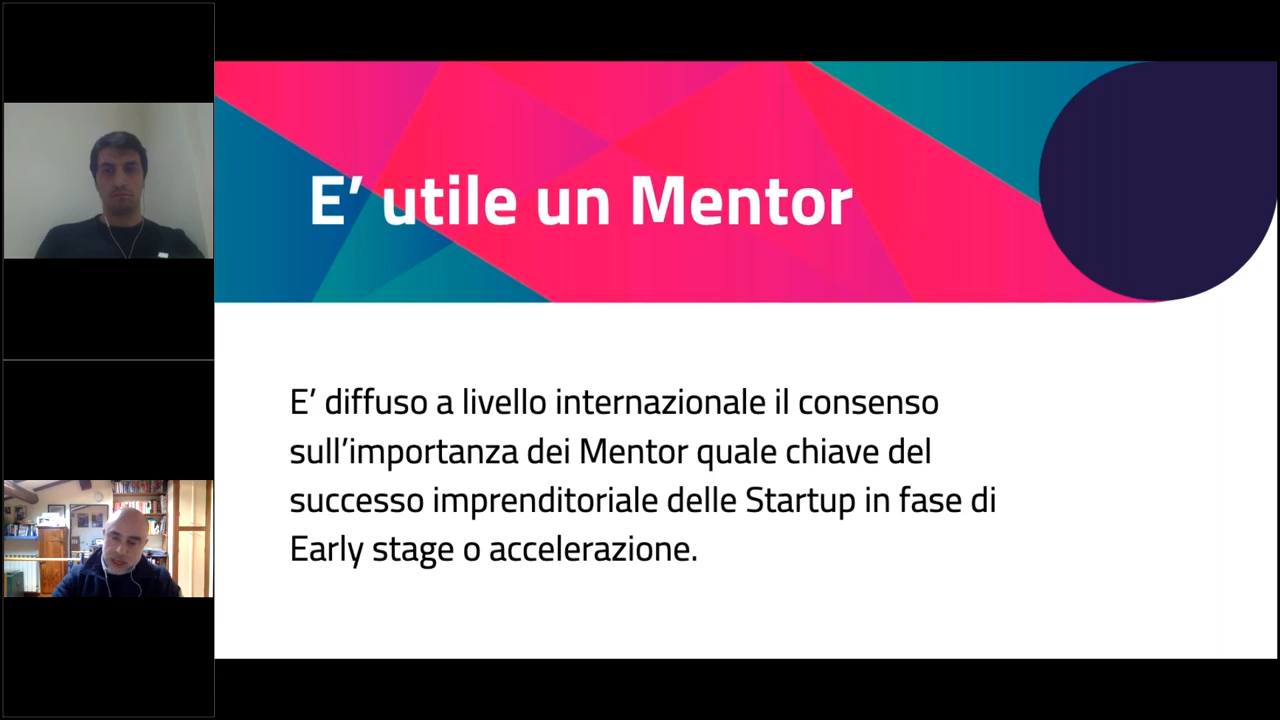 E’ utile un Mentor
E’ diffuso a livello internazionale il consenso
sull’importanza dei Mentor quale chiave del
successo imprenditoriale delle Startup in fase di
Early stage o accelerazione.